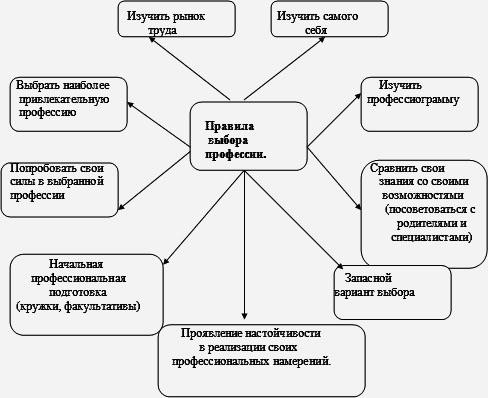 Изучить рынок
труда
Изучить самого
себя
Выбрать наиболее
привлекательную
профессию
Правила
выбора
профессии.
Изучить
профессиограмму
Попробовать свои
силы в выбранной
профессии
Сравнить свои
знания со своими
возможностями
(посоветоваться с
родителями и
специалистами)
Начальная
профессиональная
подготовка
(кружки, факультативы)
Запасной
вариант выбора
Проявление настойчивости
в реализации своих
профессиональных намерений.